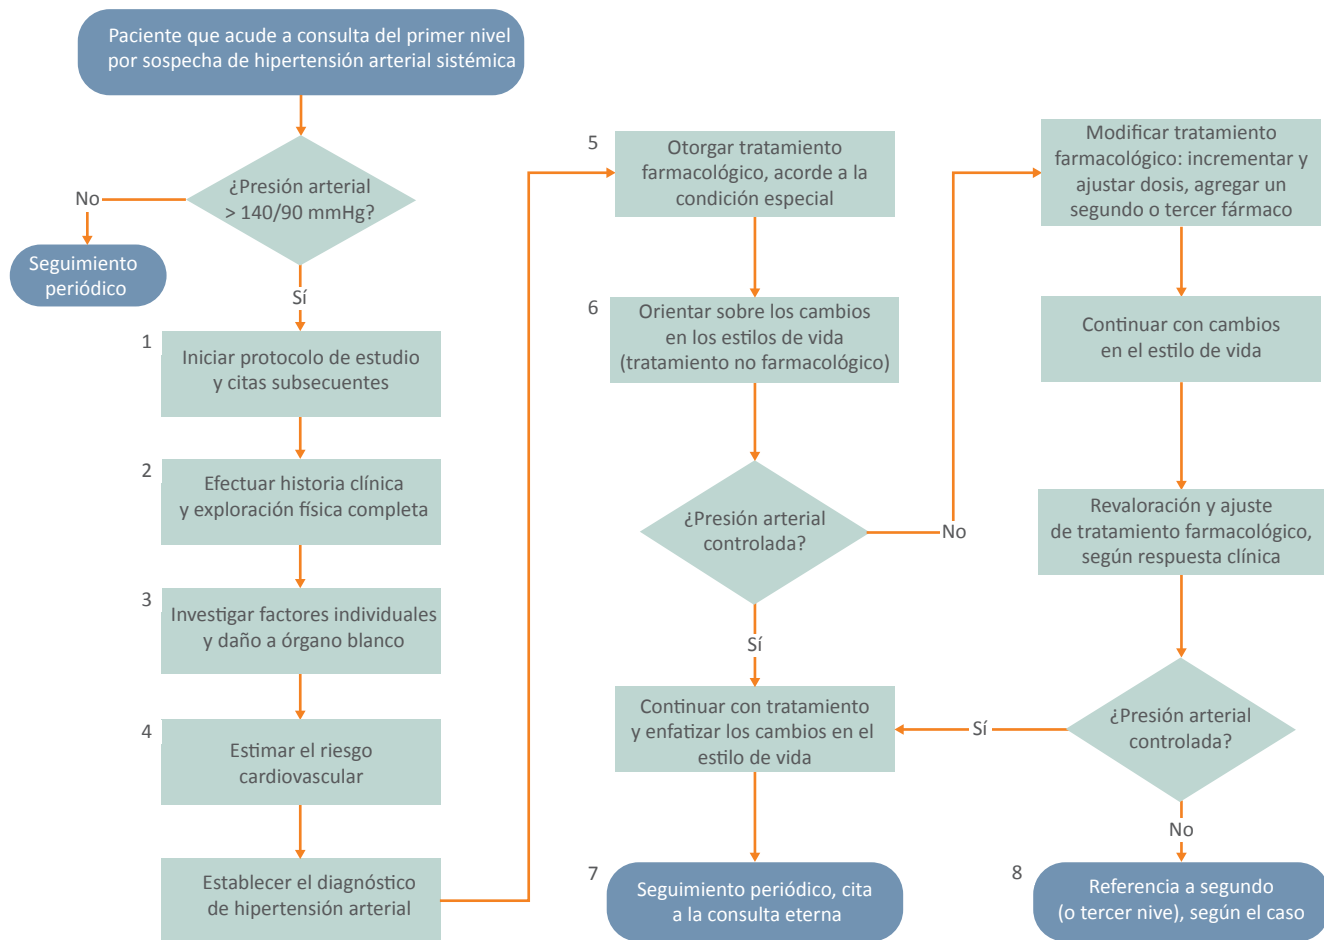 Paciente que acude a consulta del primer nivel
por sospecha de hipertensión arterial sistémica
¿Presión arterial
> 140/90 mmHg?
No
Seguimiento
periódico
Sí
1
Iniciar protocolo de estudio
y citas subsecuentes
2
Efectuar historia clínica
y exploración física completa
3
Investigar factores individuales
y daño a órgano blanco
4
Estimar el riesgo
cardiovascular
Establecer el diagnóstico
de hipertensión arterial
5
Otorgar tratamiento
farmacológico, acorde a la
condición especial
6
Orientar sobre los cambios
en los estilos de vida
(tratamiento no farmacológico)
¿Presión arterial
controlada?
No
Sí
Continuar con tratamiento
y enfatizar los cambios en el
estilo de vida
7
Seguimiento periódico, cita
a la consulta eterna
Modificar tratamiento
farmacológico: incrementar y
ajustar dosis, agregar un
segundo o tercer fármaco
Continuar con cambios
en el estilo de vida
Revaloración y ajuste
de tratamiento farmacológico,
según respuesta clínica
¿Presión arterial
controlada?
Sí
No
8
Referencia a segundo
(o tercer nive), según el caso